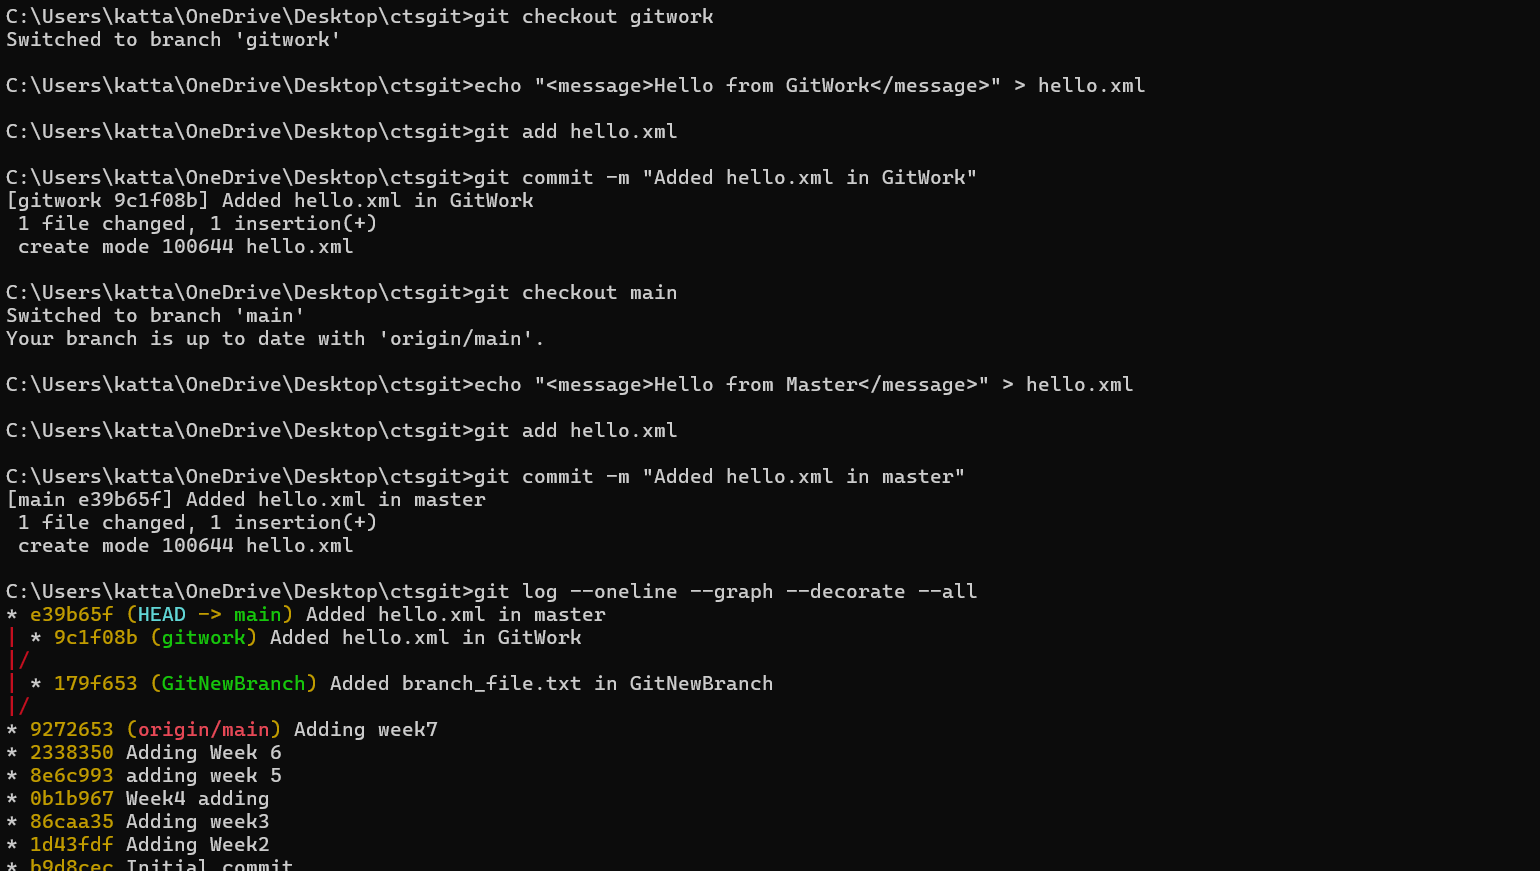 C:\Users\katta\OneDrive\Desktop\ctsgit>git checkout gitwork
Switched to branch 'gitwork'
C:\Users\katta\OneDrive\Desktop\ctsgit>echo "<message>Hello from GitWork</message>" > hello.xml
C:\Users\katta\OneDrive\Desktop\ctsgit>git add hello.xml
C:\Users\katta\OneDrive\Desktop\ctsgit>git commit -m "Added hello.xml in GitWork"
[gitwork 9c1f08b] Added hello.xml in GitWork
 1 file changed, 1 insertion(+)
 create mode 100644 hello.xml
C:\Users\katta\OneDrive\Desktop\ctsgit>git checkout main
Switched to branch 'main'
Your branch is up to date with 'origin/main'.
C:\Users\katta\OneDrive\Desktop\ctsgit>echo "<message>Hello from Master</message>" > hello.xml
C:\Users\katta\OneDrive\Desktop\ctsgit>git add hello.xml
C:\Users\katta\OneDrive\Desktop\ctsgit>git commit -m "Added hello.xml in master"
[main e39b65f] Added hello.xml in master
 1 file changed, 1 insertion(+)
 create mode 100644 hello.xml
C:\Users\katta\OneDrive\Desktop\ctsgit>git log --oneline --graph --decorate --all
* e39b65f (HEAD -> main) Added hello.xml in master
| * 9c1f08b (gitwork) Added hello.xml in GitWork
|/
| * 179f653 (GitNewBranch) Added branch_file.txt in GitNewBranch
|/
* 9272653 (origin/main) Adding week7
* 2338350 Adding Week 6
* 8e6c993 adding week 5
* 0b1b967 Week4 adding
* 86caa35 Adding week3
* 1d43fdf Adding Week2
* b9d8cec Initial commit